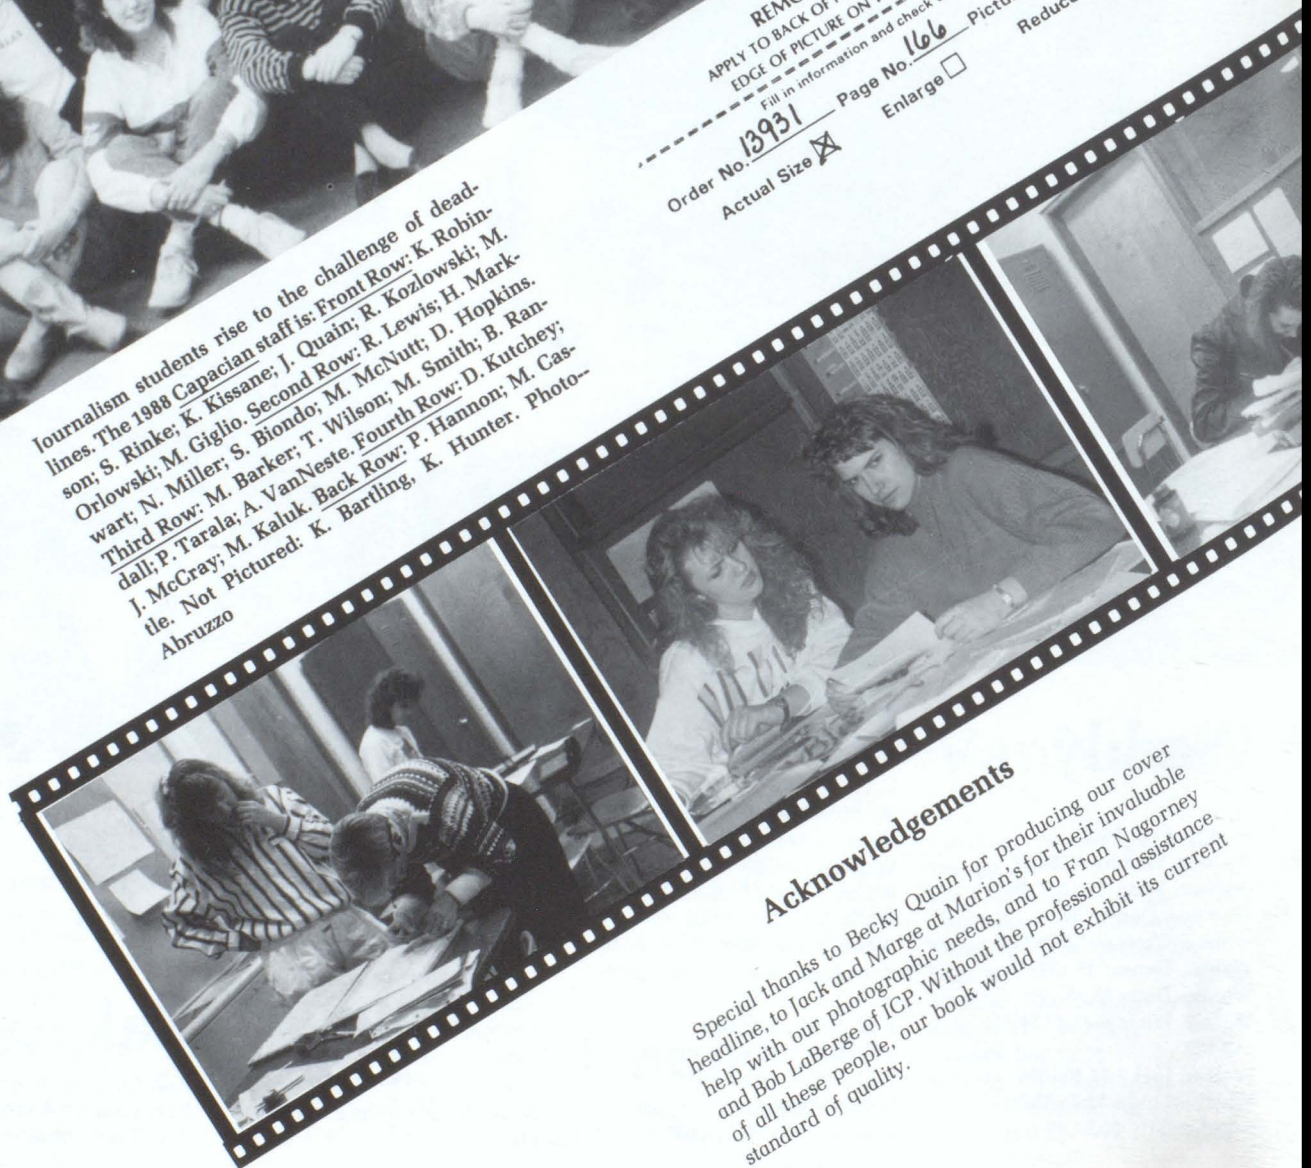 APPLY TO BACK OF
EDGE OF PICTURE ON
Fill in information and check
Order No. 13931 Page No. 166
Actual Size ☒ Enlarge ☐
Journalism students rise to the challenge of dead-
lines. The 1988 Capacian staff is: Front Row: K. Robin-
son; S. Rinke; K. Kissane; J. Quain; R. Kozlowski; M.
Orlowski; M. Giglio. Second Row: R. Lewis; H. Mark-
wart; N. Miller; S. Biondo; M. McNutt; D. Hopkins.
Third Row: M. Barker; T. Wilson; M. Smith; B. Ran-
dall; P. Tarala; A. VanNeste. Fourth Row: D. Kutchey;
J. McCray; M. Kaluk. Back Row: P. Hannon; M. Cas-
tle. Not Pictured: K. Bartling, K. Hunter. Photo--
Abruzzo
Acknowledgements
Special thanks to Becky Quain for producing our cover
headline, to Jack and Marge at Marion's for their invaluable
help with our photographic needs, and to Fran Nagorney
and Bob LaBerge of ICP. Without the professional assistance
of all these people, our book would not exhibit its current
standard of quality.